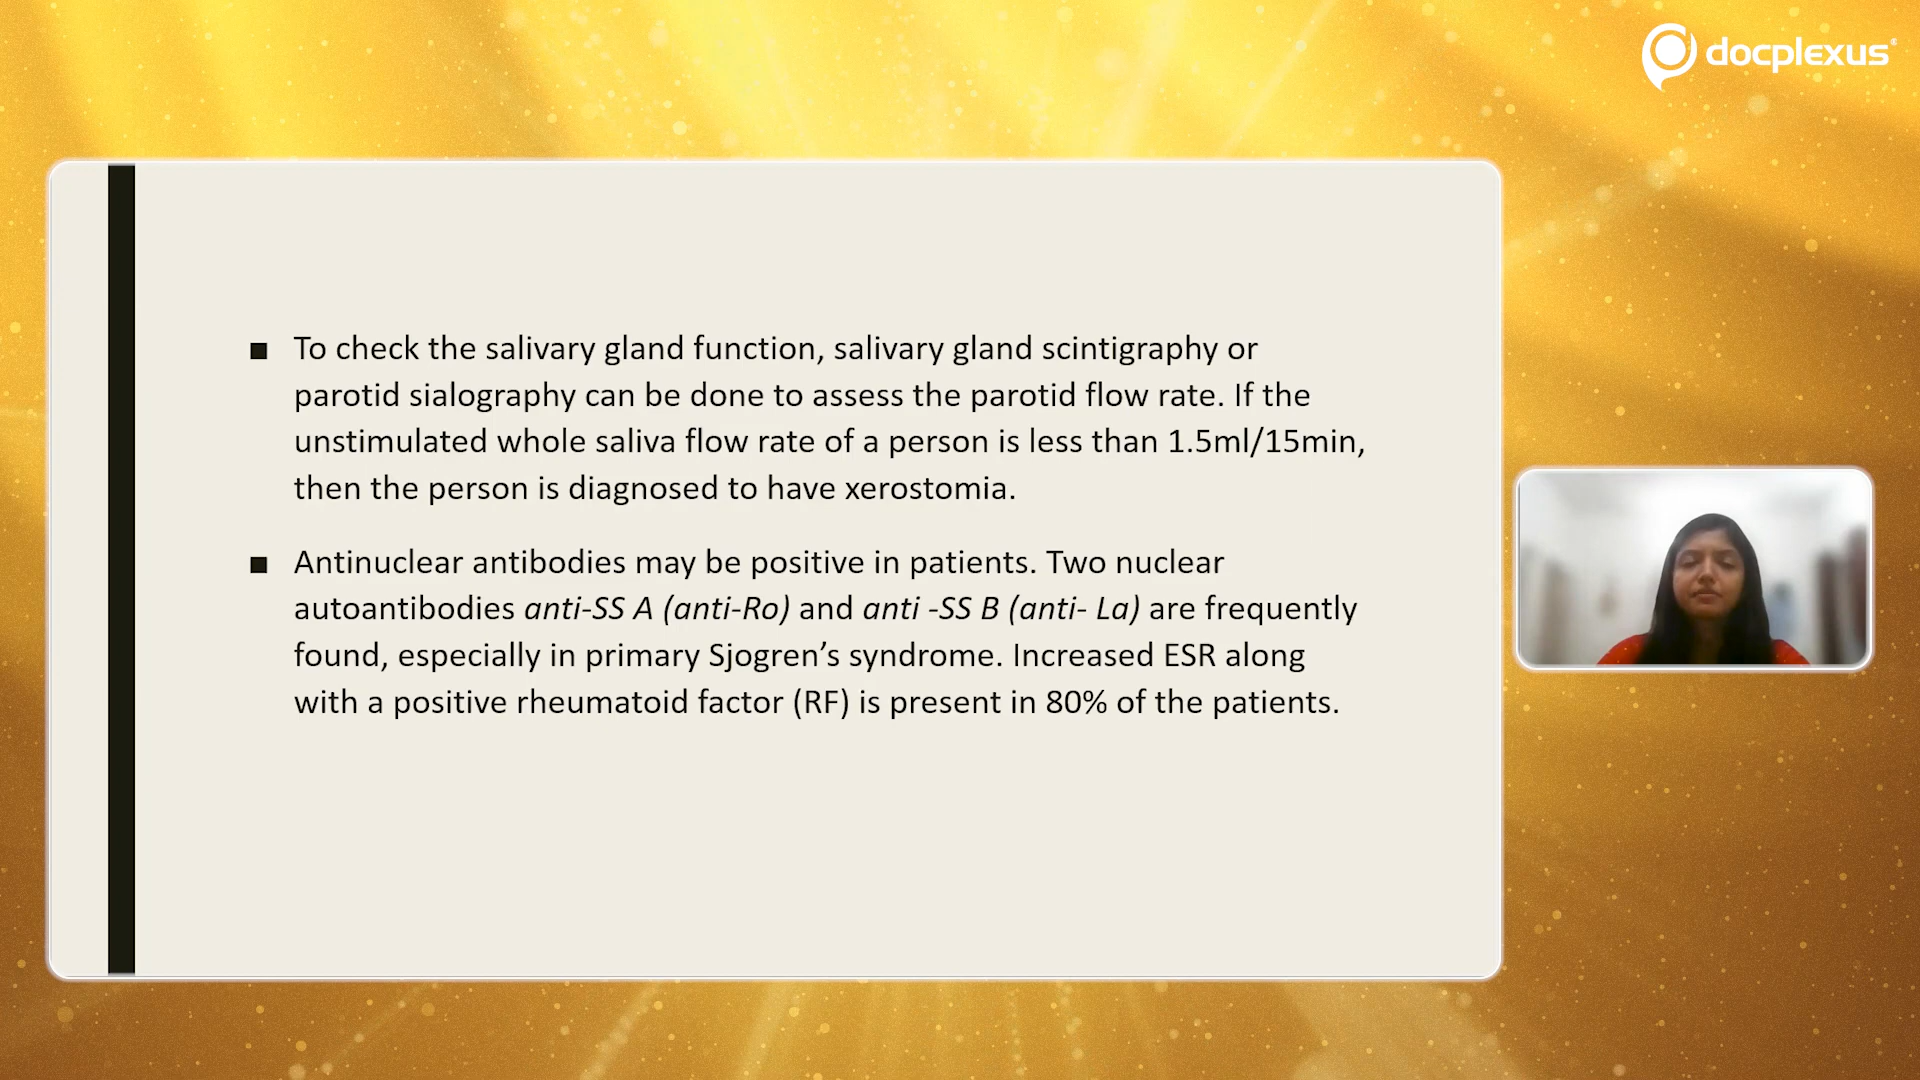 docplexus®
■ To check the salivary gland function, salivary gland scintigraphy or
parotid sialography can be done to assess the parotid flow rate. If the
unstimulated whole saliva flow rate of a person is less than 1.5ml/15min,
then the person is diagnosed to have xerostomia.
■ Antinuclear antibodies may be positive in patients. Two nuclear
autoantibodies anti-SS A (anti-Ro) and anti -SS B (anti- La) are frequently
found, especially in primary Sjogren’s syndrome. Increased ESR along
with a positive rheumatoid factor (RF) is present in 80% of the patients.